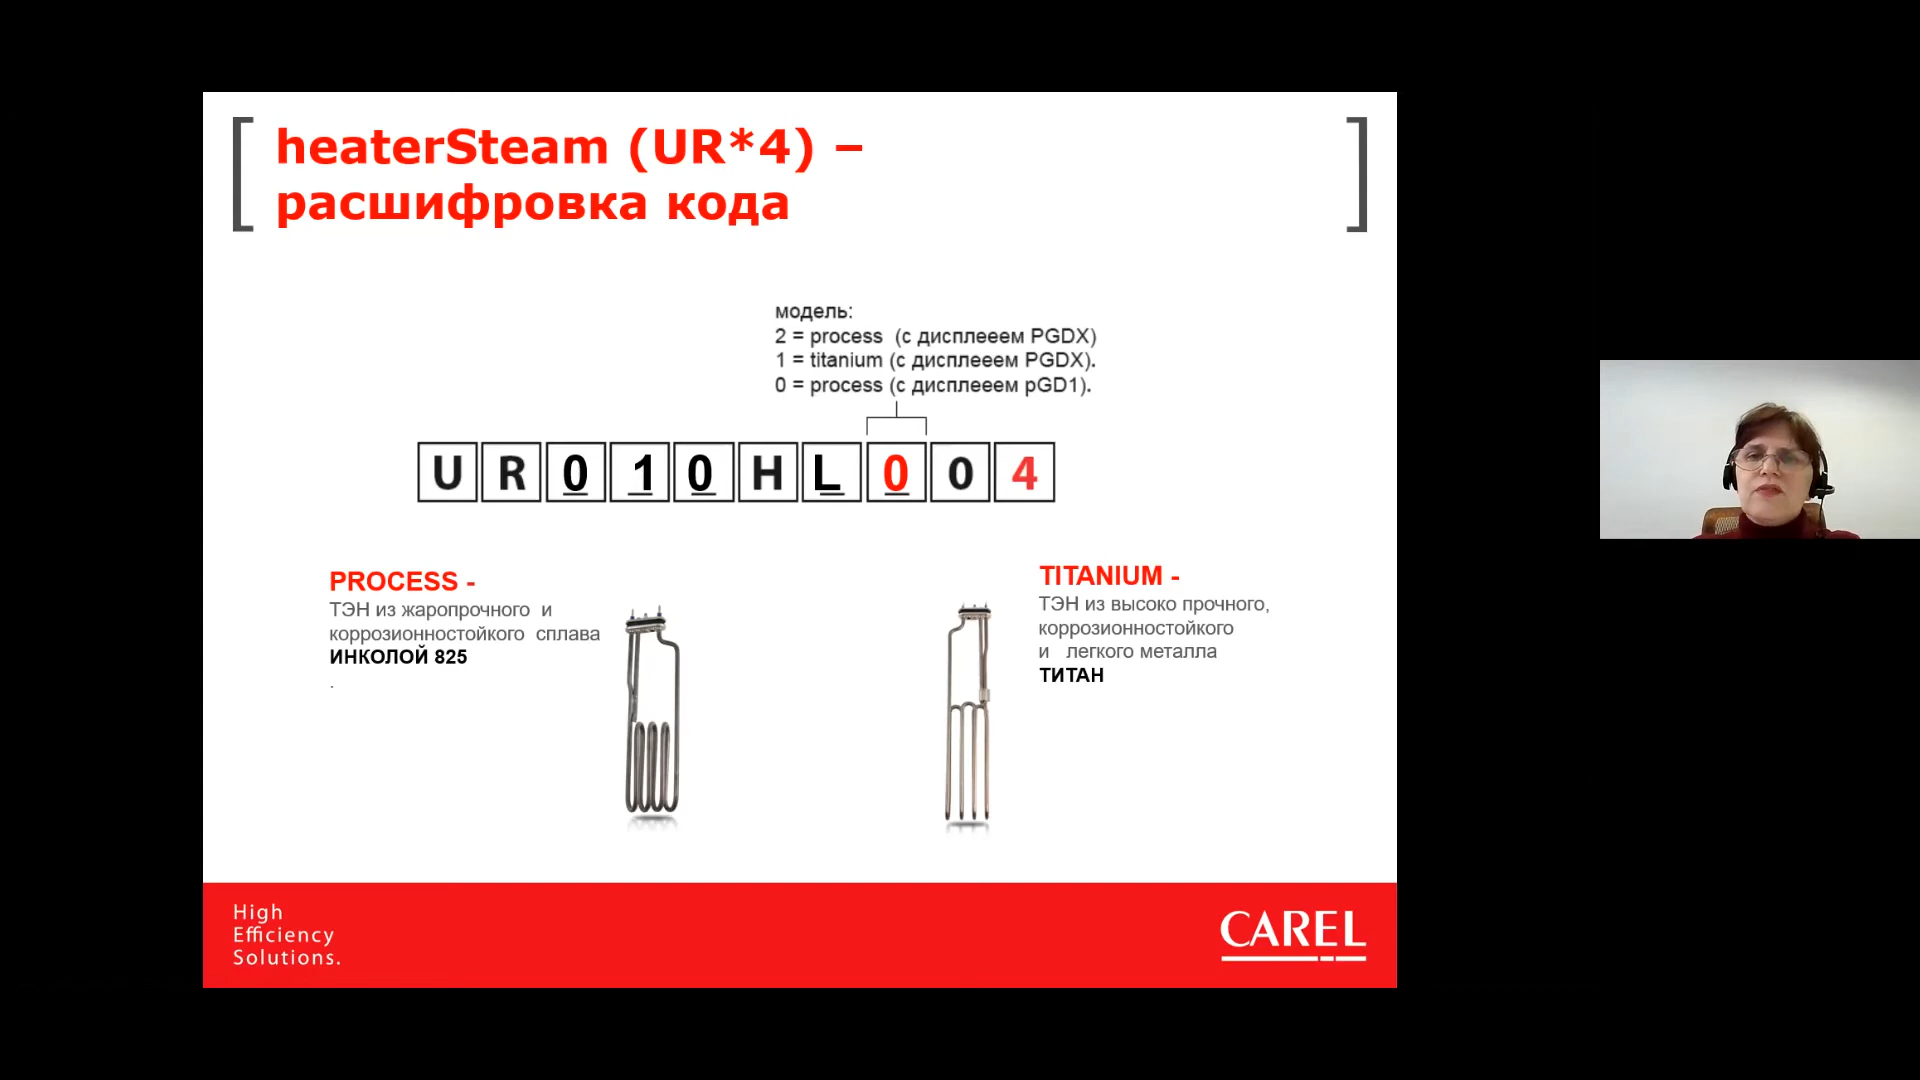 heaterSteam (UR*4) –
расшифровка кода
модель:
2 = process (с дисплееем PGDX)
1 = titanium (с дисплееем PGDX).
0 = process (с дисплееем pGD1).
U R 0 1 0 H L 0 0 4
PROCESS -
ТЭН из жаропрочного и
коррозионностойкого сплава
ИНКОЛОЙ 825
.
TITANIUM -
ТЭН из высоко прочного,
коррозионностойкого
и легкого металла
ТИТАН
High
Efficiency
Solutions.
CAREL